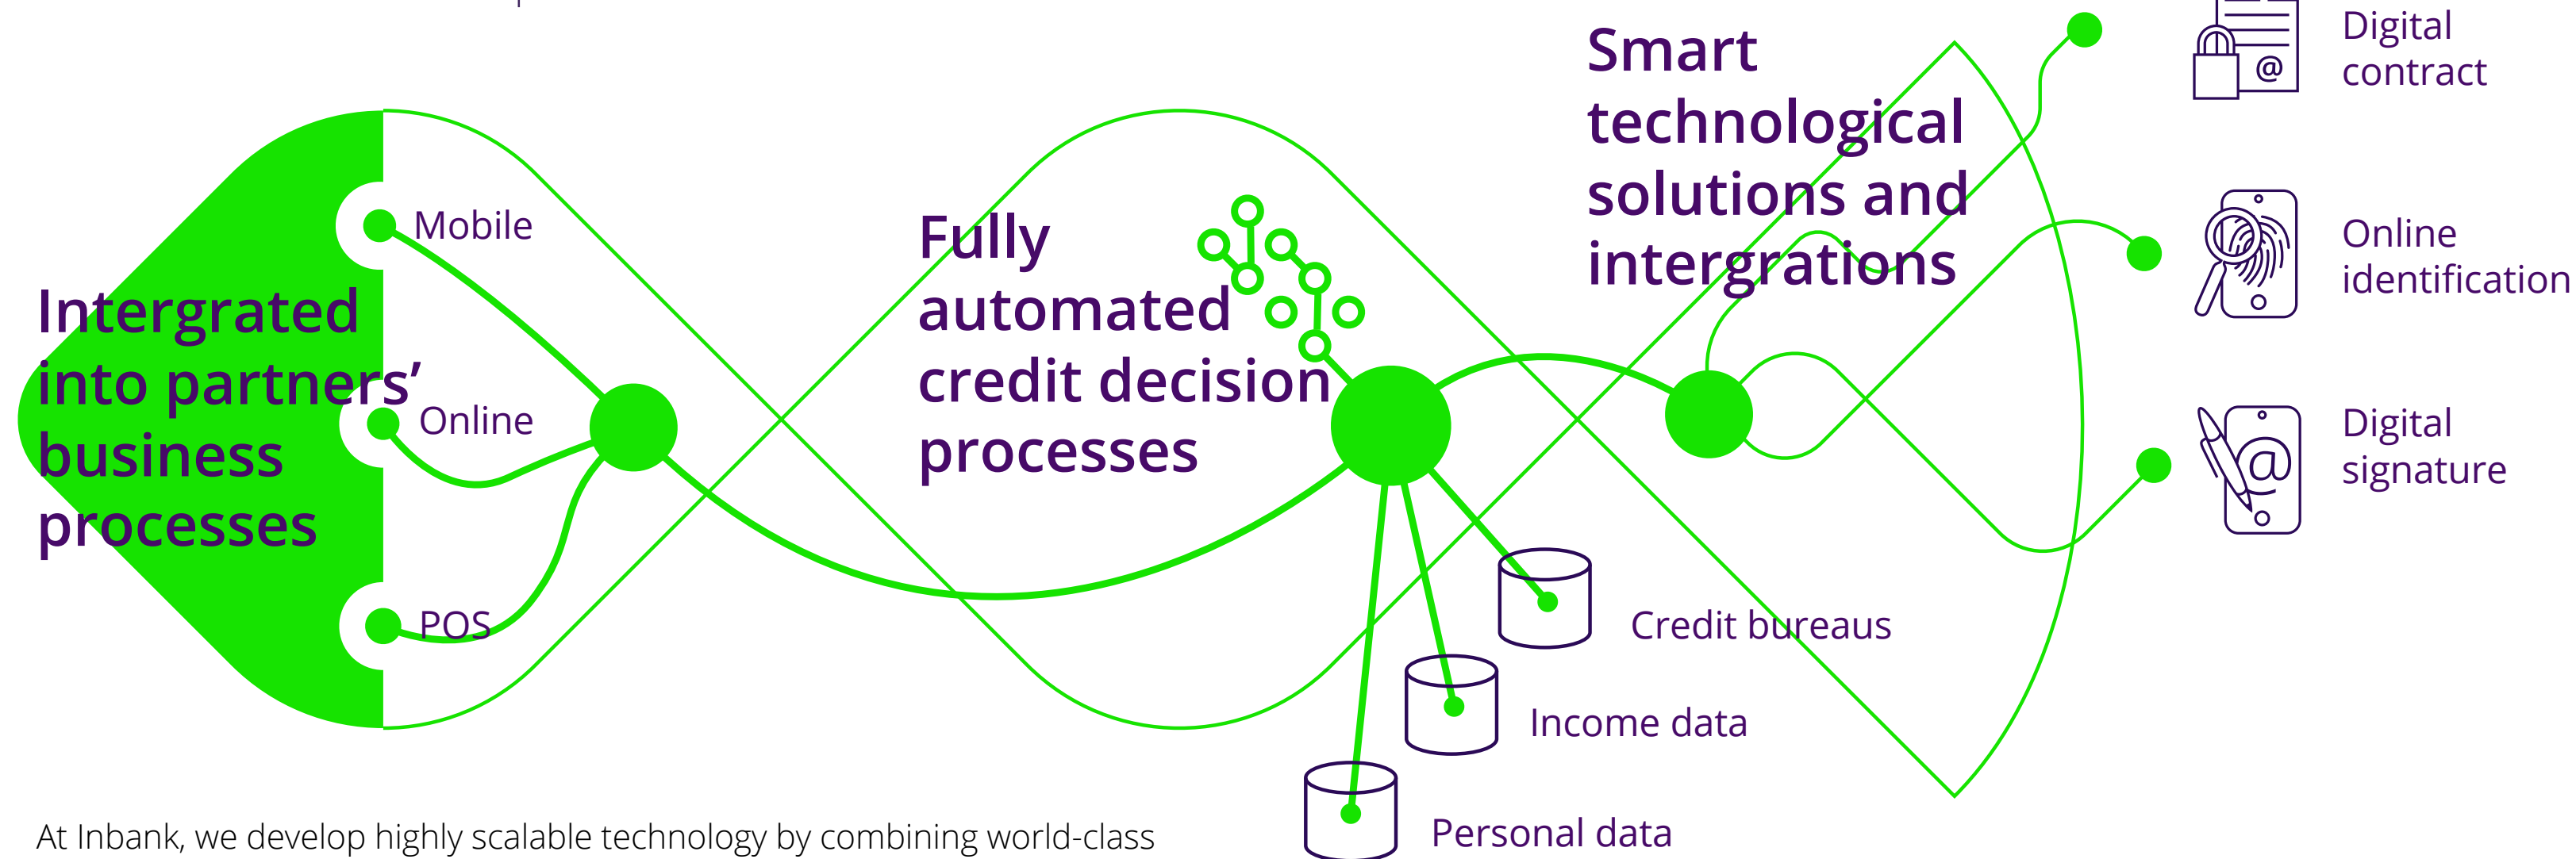 Intergrated
into partners’
business
processes
Mobile
Online
POS
Fully
automated
credit decision
processes
Smart
technological
solutions and
intergrations
Digital
contract
@
Online
identification
Digital
signature
@
Credit bureaus
Income data
Personal data
At Inbank, we develop highly scalable technology by combining world-class